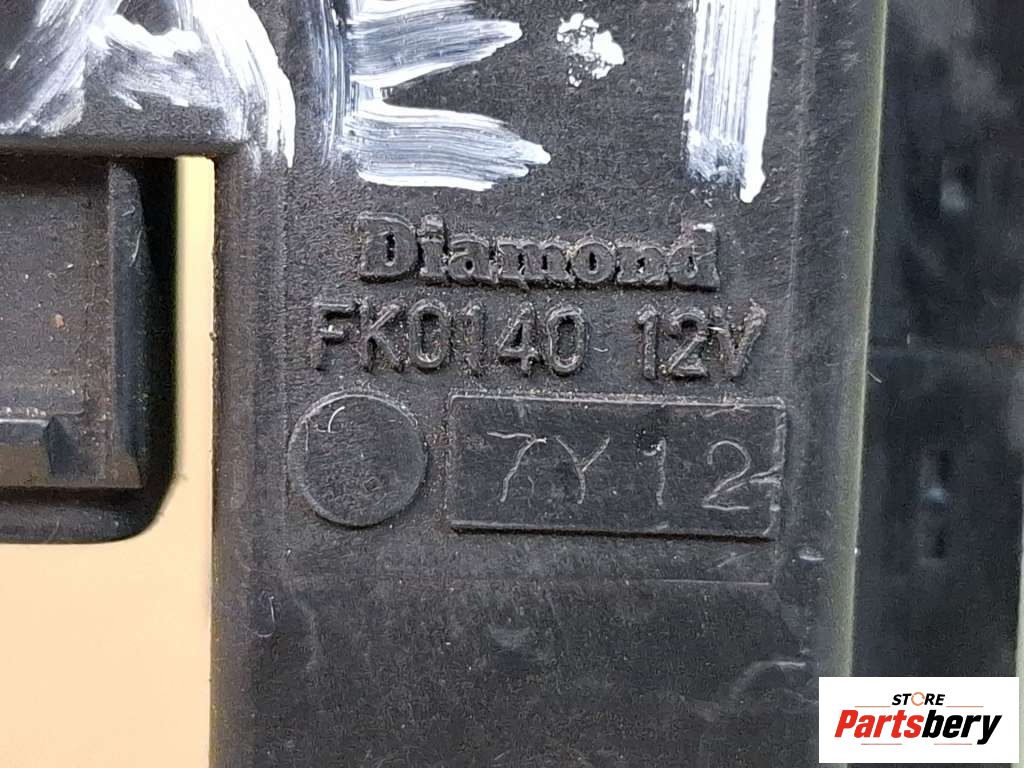 Diamond
FK0140 12V
7Y12
STORE
Partsbery